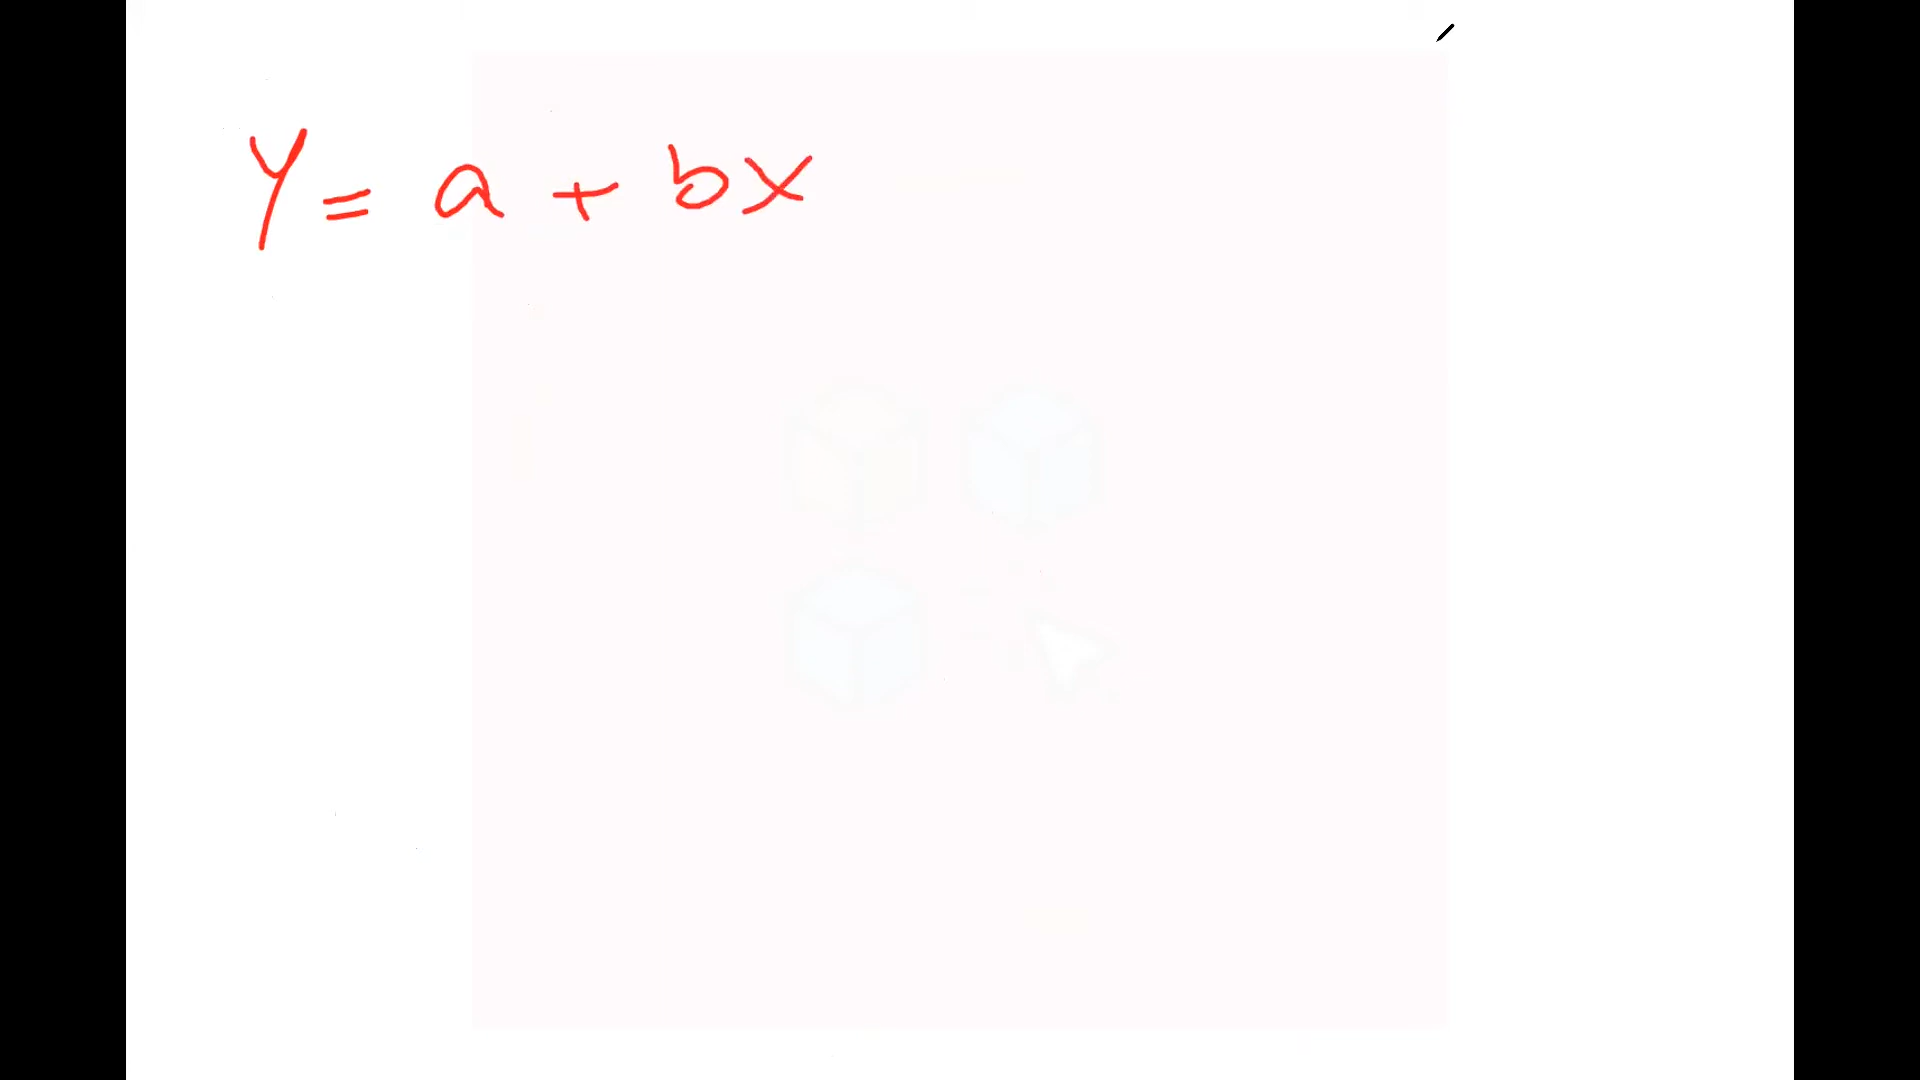 y = a + bx